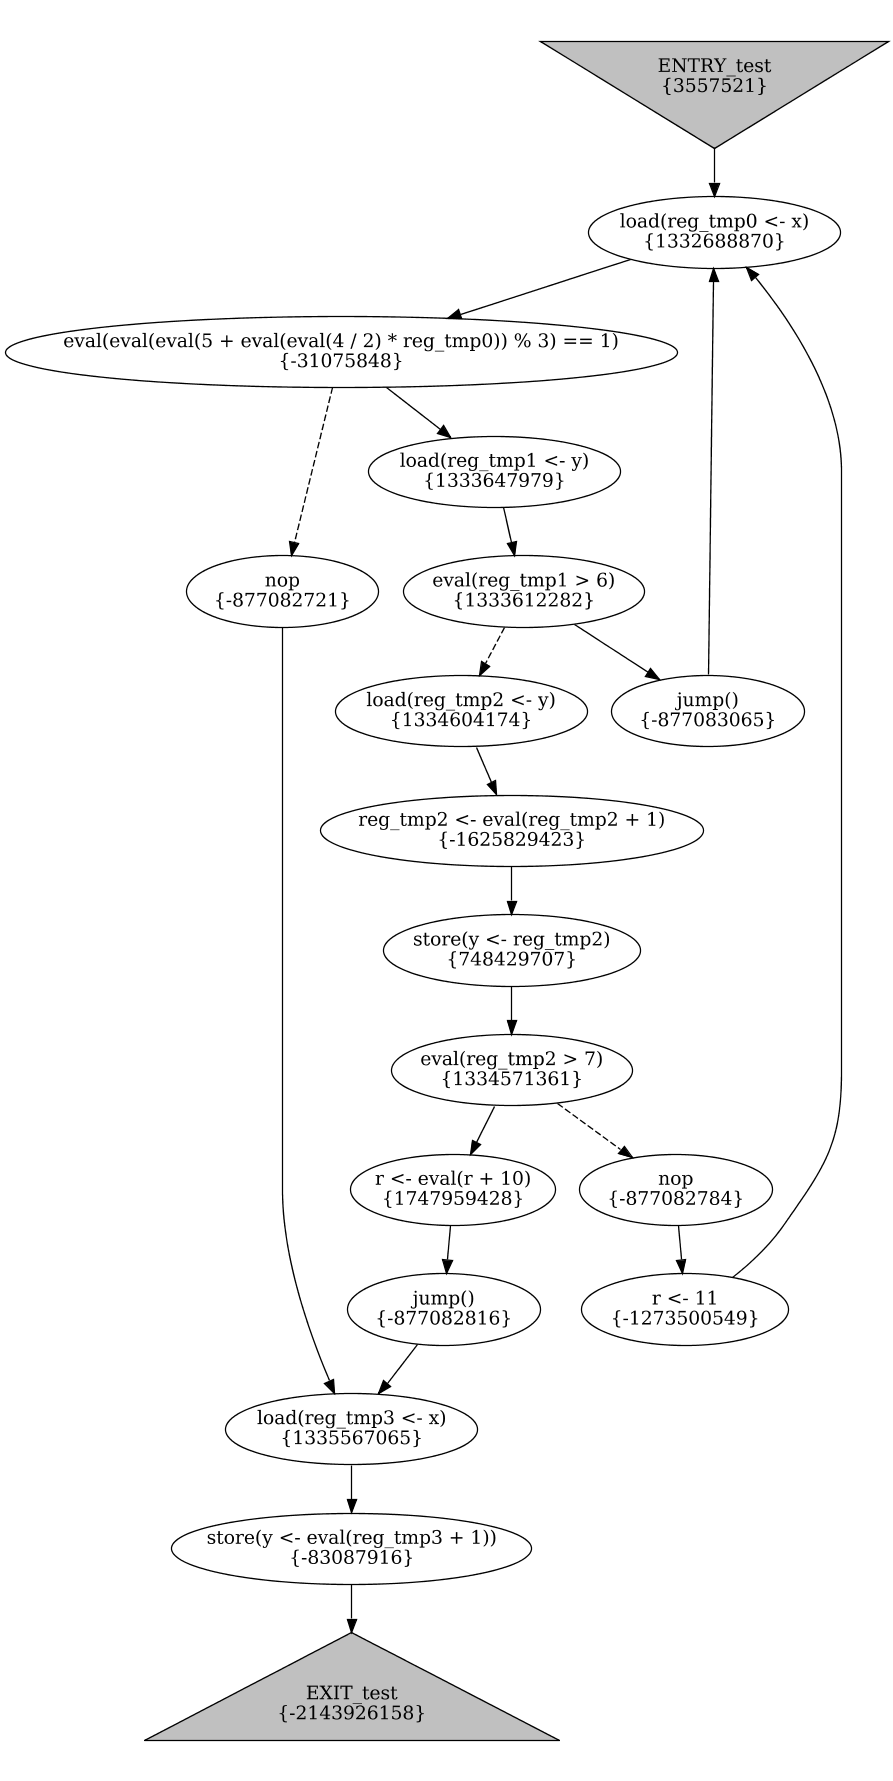 ENTRY_test
{3557521}
load(reg_tmp0 <- x)
{1332688870}
eval(eval(eval(5 + eval(eval(4 / 2) * reg_tmp0)) % 3) == 1)
{-31075848}
load(reg_tmp1 <- y)
{1333647979}
nop
{-877082721}
eval(reg_tmp1 > 6)
{1333612282}
load(reg_tmp2 <- y)
{1334604174}
jump()
{-877083065}
reg_tmp2 <- eval(reg_tmp2 + 1)
{-1625829423}
store(y <- reg_tmp2)
{748429707}
eval(reg_tmp2 > 7)
{1334571361}
r <- eval(r + 10)
{1747959428}
nop
{-877082784}
jump()
{-877082816}
r <- 11
{-1273500549}
load(reg_tmp3 <- x)
{1335567065}
store(y <- eval(reg_tmp3 + 1))
{-83087916}
EXIT_test
{-2143926158}